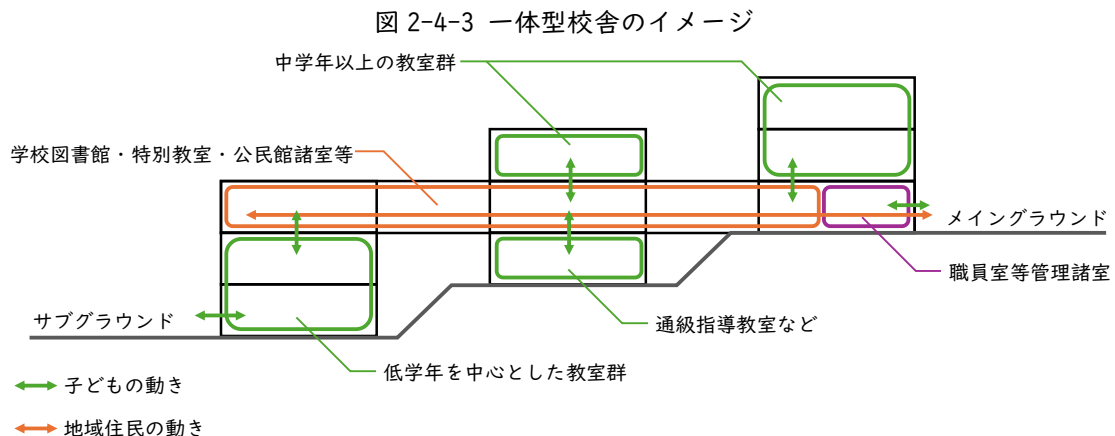 図 2-4-3 一体型校舎のイメージ
中学年以上の教室群
学校図書館・特別教室・公民館諸室等
メイングラウンド
職員室等管理諸室
サブグラウンド
通級指導教室など
低学年を中心とした教室群
子どもの動き
地域住民の動き